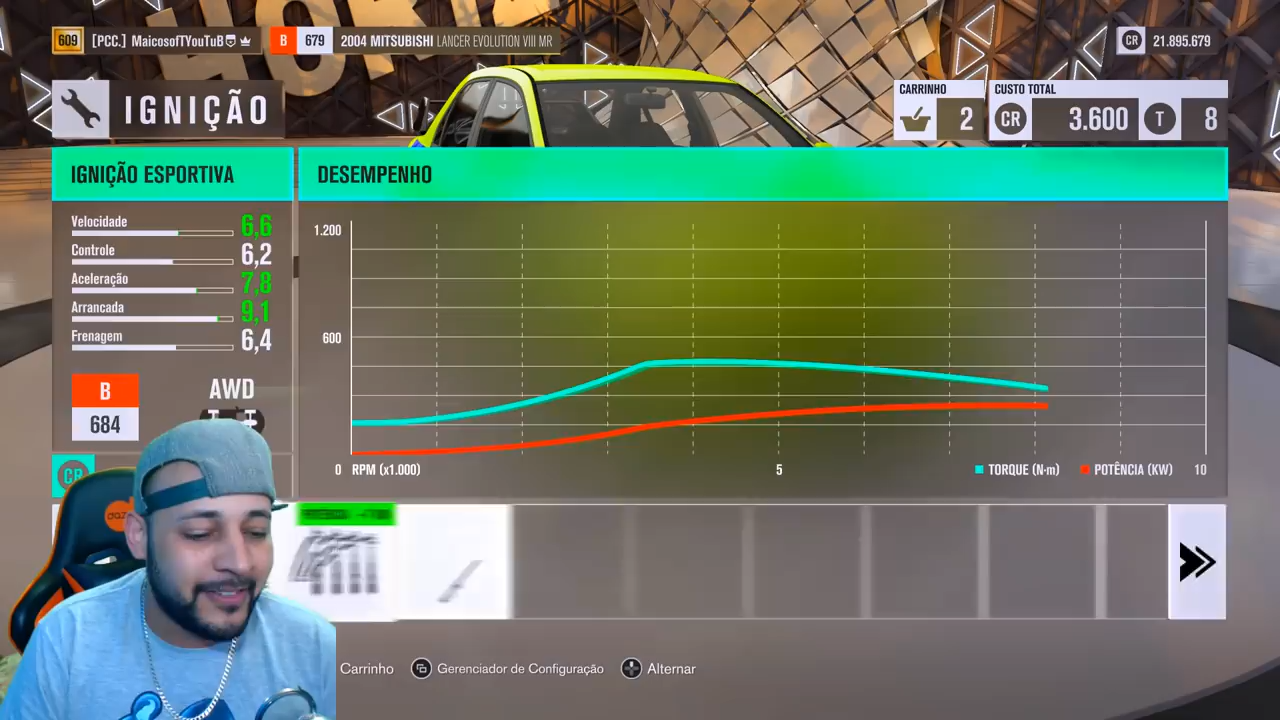 609 [PCC.] MaicosofTYouTuB
B 679 2004 MITSUBISHI LANCER EVOLUTION VIII MR
CR 21.895.679
IGNIÇÃO
CARRINHO
2
CUSTO TOTAL
CR 3.600 T 8
IGNIÇÃO ESPORTIVA
Velocidade 6,6
Controle 6,2
Aceleração 7,8
Arrancada 9,1
Frenagem 6,4
B
684
AWD
CR
DESEMPENHO
1.200
600
0 RPM (x1.000) 5 TORQUE (N·m) POTÊNCIA (KW) 10
Carrinho Gerenciador de Configuração Alternar